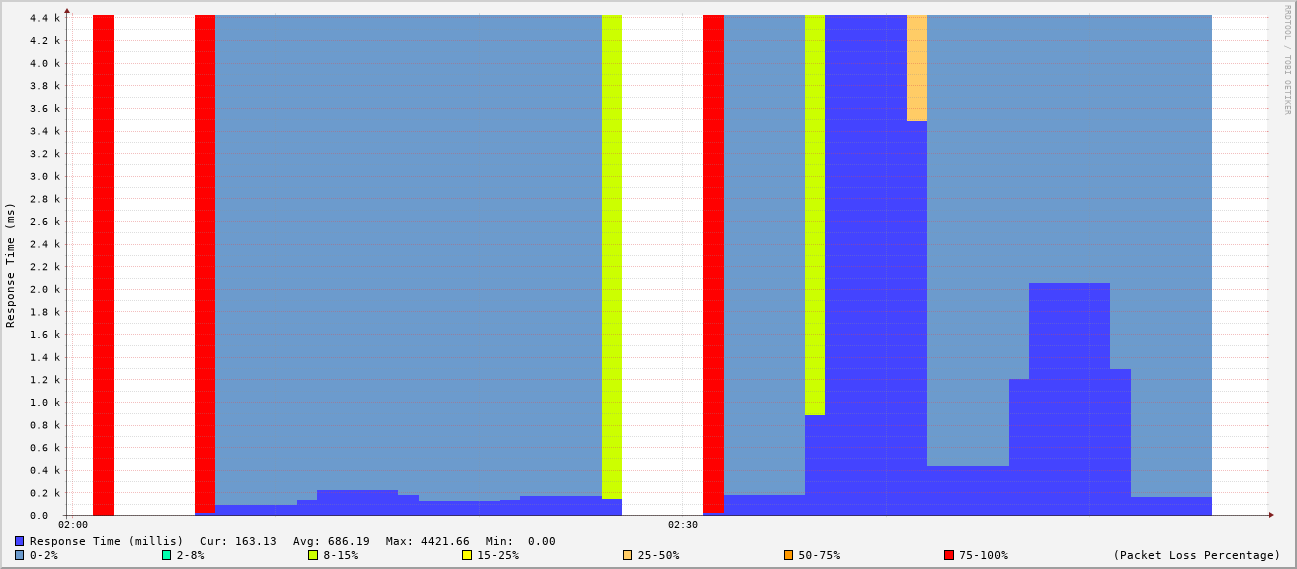 4.4 k
4.2 k
4.0 k
3.8 k
3.6 k
3.4 k
3.2 k
3.0 k
2.8 k
2.6 k
2.4 k
2.2 k
2.0 k
1.8 k
1.6 k
1.4 k
1.2 k
1.0 k
0.8 k
0.6 k
0.4 k
0.2 k
0.0
Response Time (ms)
02:00 02:30
RRDTOOL / TOBI OETIKER
Response Time (millis) Cur: 163.13 Avg: 686.19 Max: 4421.66 Min: 0.00
0-2% 2-8% 8-15% 15-25% 25-50% 50-75% 75-100% (Packet Loss Percentage)